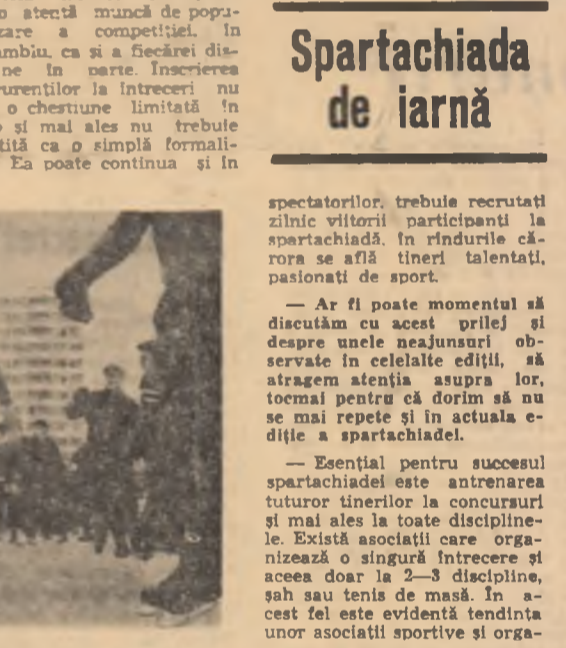 o atentă muncă de popu-
zare a competiției, în
ambiu, ca și a fiecărei dis-
ne în parte. Înscrierea
urenților la întreceri nu
o chestiune limitată în
și mai ales nu trebuie
tită ca o simplă formali-
Ea poate continua și în
Spartachiada
de iarnă
spectatorilor, trebuie recrutați
zilnic viitorii participanți la
spartachiadă, în rîndurile că-
rora se află tineri talentați,
pasionați de sport.
— Ar fi poate momentul să
discutăm cu acest prilej și
despre unele neajunsuri ob-
servate în celelalte ediții, să
atragem atenția asupra lor,
tocmai pentru că dorim să nu
se mai repete și în actuala e-
diție a spartachiadei.
— Esențial pentru succesul
spartachiadei este antrenarea
tuturor tinerilor la concursuri
și mai ales la toate discipline-
le. Există asociații care orga-
nizează o singură întrecere și
aceea doar la 2—3 discipline,
șah sau tenis de masă. În a-
cest fel este evidentă tendința
unor asociații sportive și orga-